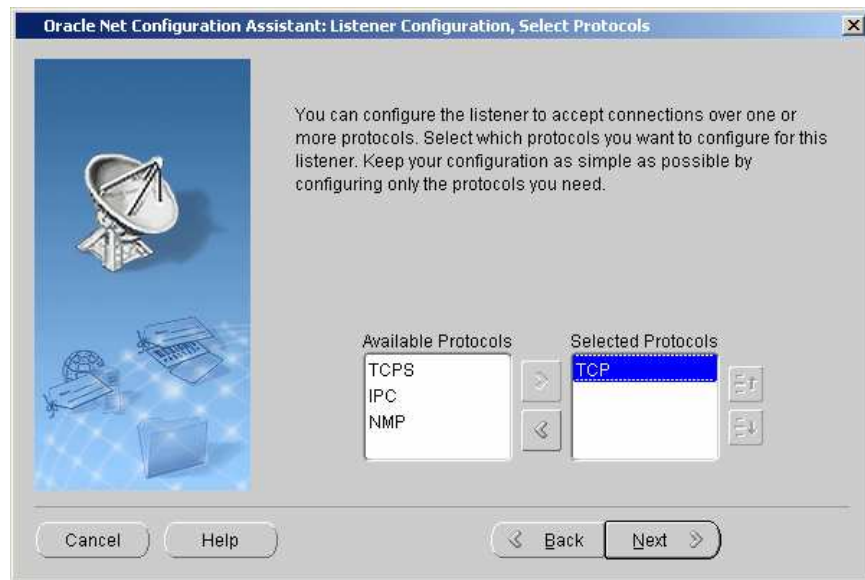 Oracle Net Configuration Assistant: Listener Configuration, Select Protocols
You can configure the listener to accept connections over one or
more protocols. Select which protocols you want to configure for this
listener. Keep your configuration as simple as possible by
configuring only the protocols you need.
Available Protocols
TCPS
IPC
NMP
Selected Protocols
TCP
Cancel
Help
Back
Next